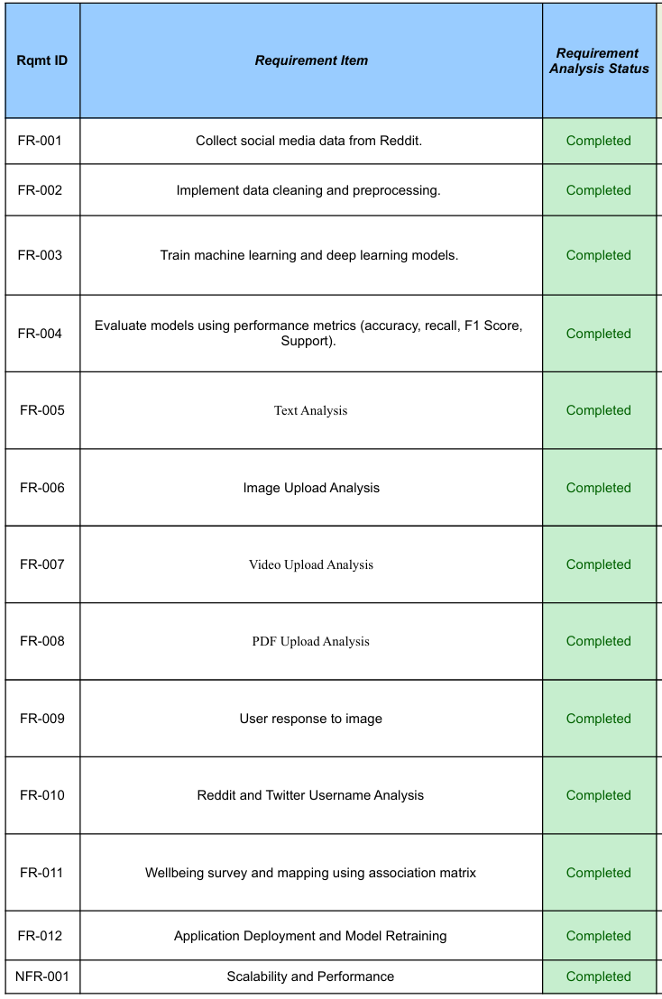 Rqmt ID Requirement Item Requirement
Analysis Status
FR-001 Collect social media data from Reddit. Completed
FR-002 Implement data cleaning and preprocessing. Completed
FR-003 Train machine learning and deep learning models. Completed
FR-004 Evaluate models using performance metrics (accuracy, recall, F1 Score,
Support). Completed
FR-005 Text Analysis Completed
FR-006 Image Upload Analysis Completed
FR-007 Video Upload Analysis Completed
FR-008 PDF Upload Analysis Completed
FR-009 User response to image Completed
FR-010 Reddit and Twitter Username Analysis Completed
FR-011 Wellbeing survey and mapping using association matrix Completed
FR-012 Application Deployment and Model Retraining Completed
NFR-001 Scalability and Performance Completed